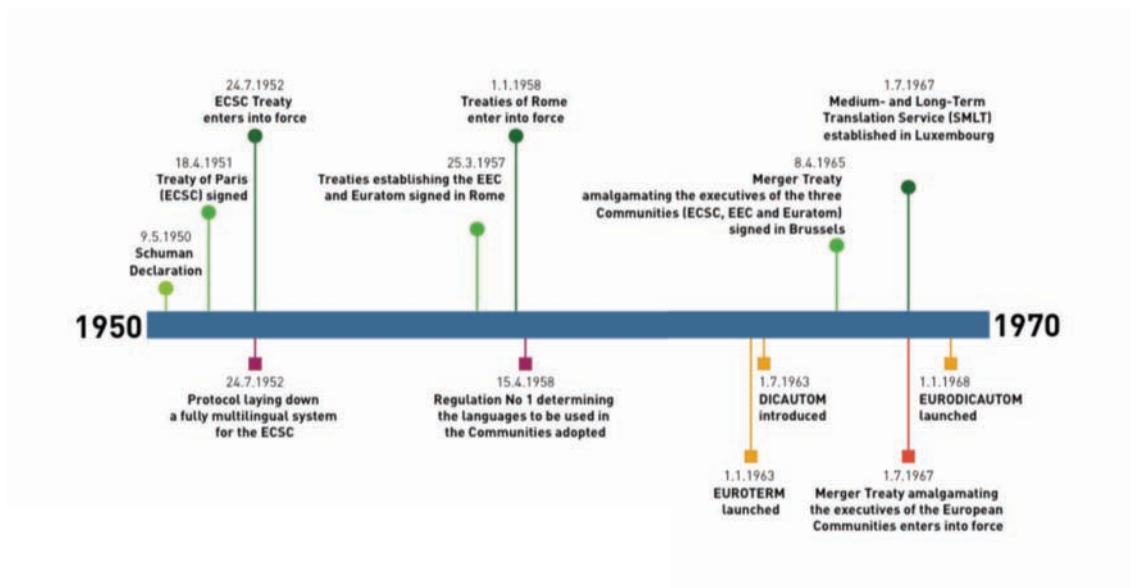 24.7.1952
ECSC Treaty
enters into force
1.1.1958
Treaties of Rome
enter into force
1.7.1967
Medium- and Long-Term
Translation Service (SMLT)
established in Luxembourg
18.4.1951
Treaty of Paris
(ECSC) signed
25.3.1957
Treaties establishing the EEC
and Euratom signed in Rome
8.4.1965
Merger Treaty
amalgamating the executives of the three
Communities (ECSC, EEC and Euratom)
signed in Brussels
9.5.1950
Schuman
Declaration
1950
1970
24.7.1952
Protocol laying down
a fully multilingual system
for the ECSC
15.4.1958
Regulation No 1 determining
the languages to be used in
the Communities adopted
1.7.1963
DICAUTOM
introduced
1.1.1968
EURODICAUTOM
launched
1.1.1963
EUROTERM
launched
1.7.1967
Merger Treaty amalgamating
the executives of the European
Communities enters into force